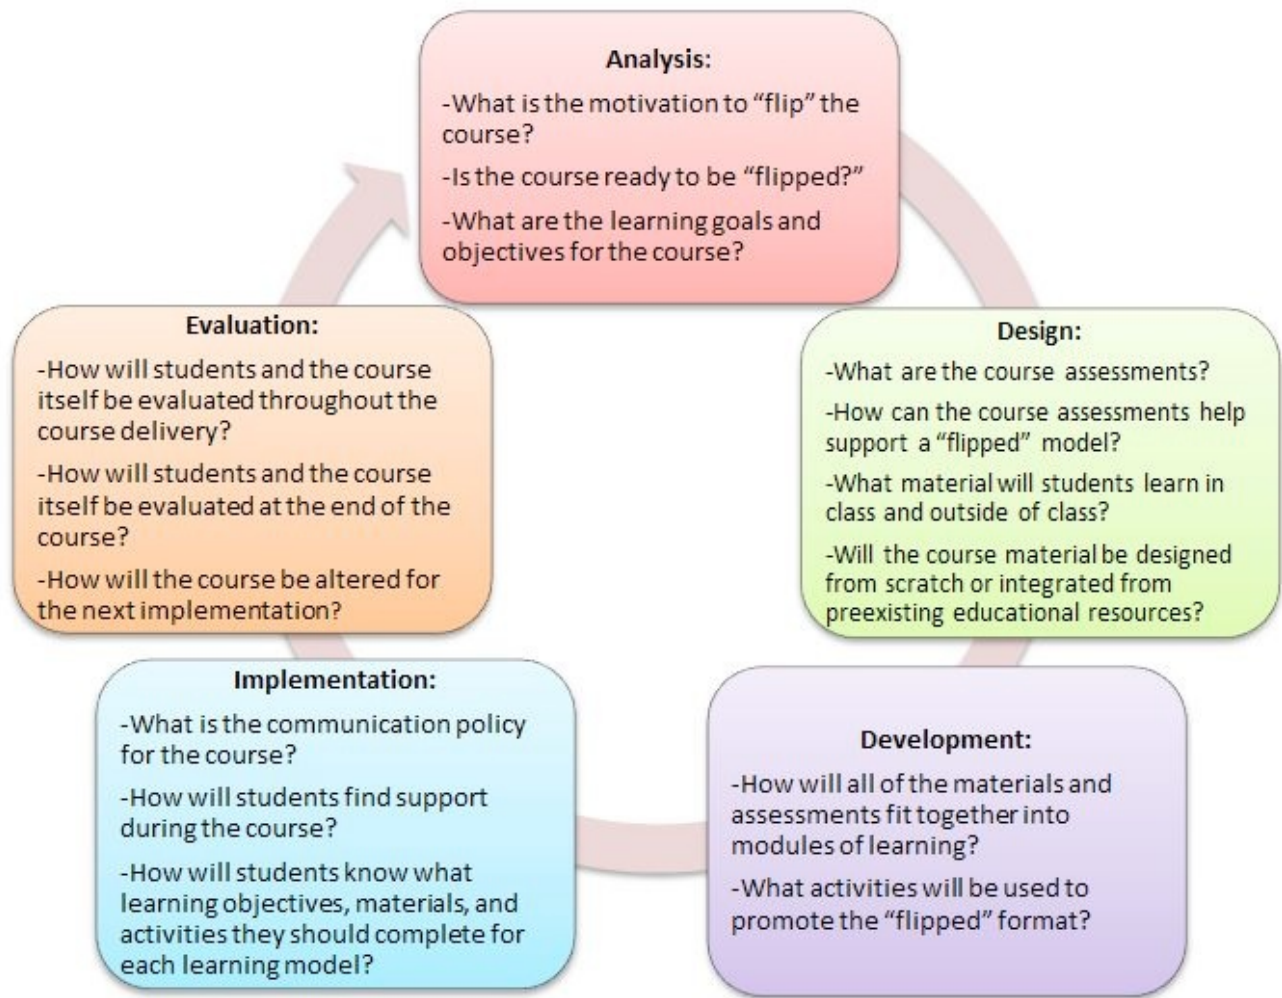 Analysis:
-What is the motivation to “flip” the
course?
-Is the course ready to be “flipped?”
-What are the learning goals and
objectives for the course?
Design:
-What are the course assessments?
-How can the course assessments help
support a “flipped” model?
-What material will students learn in
class and outside of class?
-Will the course material be designed
from scratch or integrated from
preexisting educational resources?
Development:
-How will all of the materials and
assessments fit together into
modules of learning?
-What activities will be used to
promote the “flipped” format?
Implementation:
-What is the communication policy
for the course?
-How will students find support
during the course?
-How will students know what
learning objectives, materials, and
activities they should complete for
each learning model?
Evaluation:
-How will students and the course
itself be evaluated throughout the
course delivery?
-How will students and the course
itself be evaluated at the end of the
course?
-How will the course be altered for
the next implementation?